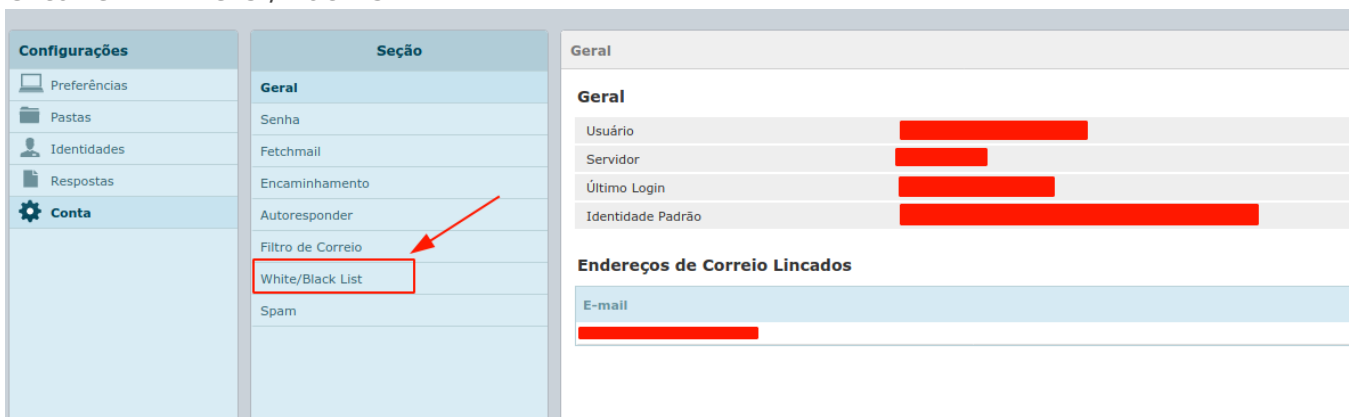 Configurações
Preferências
Pastas
Identidades
Respostas
Conta
Seção
Geral
Senha
Fetchmail
Encaminhamento
Autoresponder
Filtro de Correio
White/Black List
Spam
Geral
Geral
Usuário
Servidor
Último Login
Identidade Padrão
Endereços de Correio Lincados
E-mail